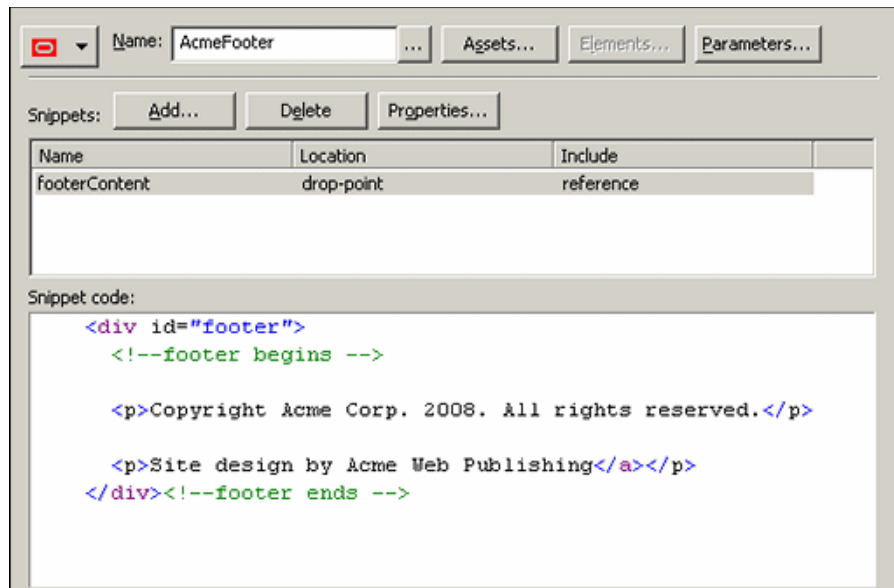 Name: AcmeFooter ... Assets... Elements... Parameters...
Snippets: Add... Delete Properties...
Name Location Include
footerContent drop-point reference
Snippet code:
<div id="footer">
<!--footer begins -->
<p>Copyright Acme Corp. 2008. All rights reserved.</p>
<p>Site design by Acme Web Publishing</a></p>
</div><!--footer ends -->